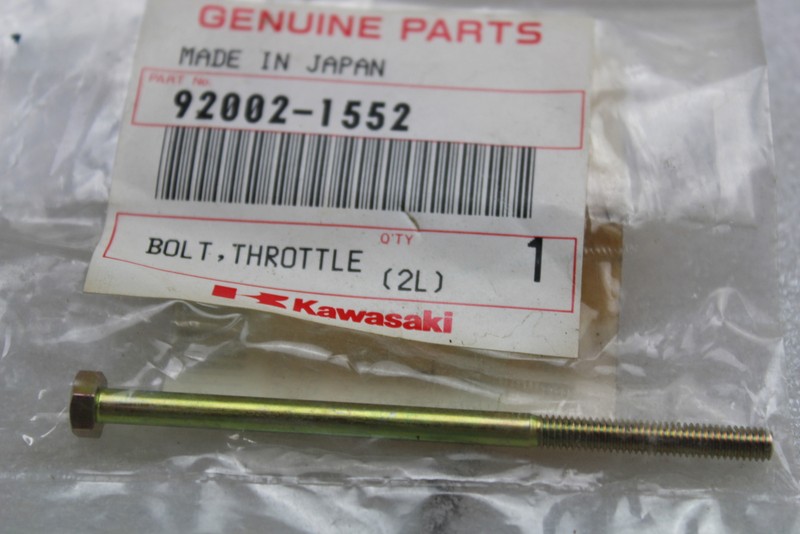 GENUINE PARTS
MADE IN JAPAN
PART No.
92002-1552
BOLT,THROTTLE
Q'TY
1
(2L)
Kawasaki